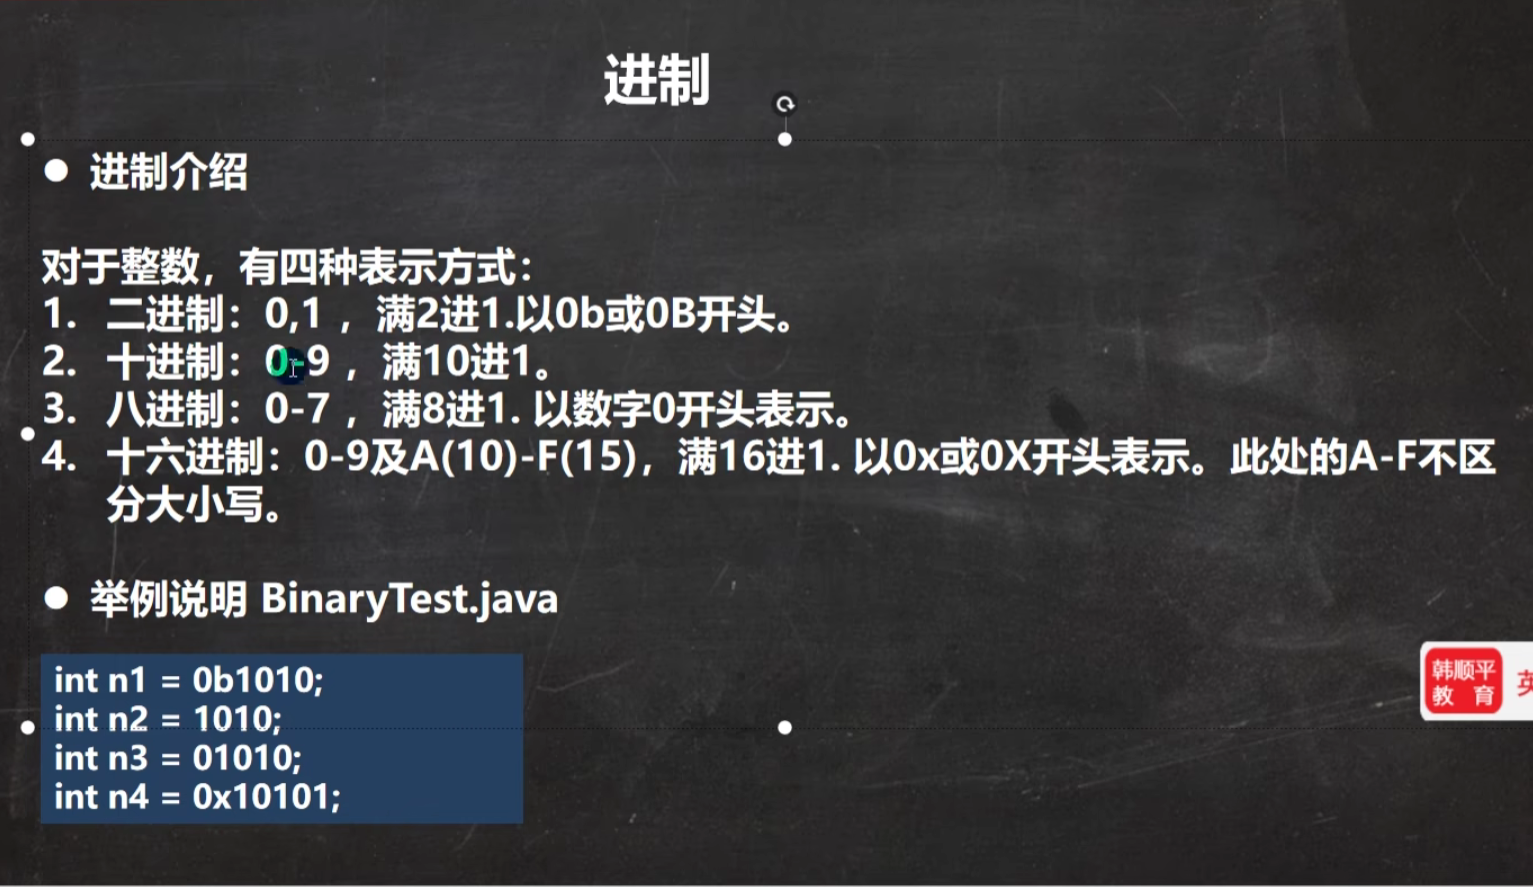 进制
● 进制介绍
对于整数，有四种表示方式：
1. 二进制：0,1 ，满2进1.以0b或0B开头。
2. 十进制：0-9 ，满10进1。
3. 八进制：0-7 ，满8进1. 以数字0开头表示。
4. 十六进制：0-9及A(10)-F(15)，满16进1. 以0x或0X开头表示。此处的A-F不区
分大小写。
● 举例说明 BinaryTest.java
int n1 = 0b1010;
int n2 = 1010;
int n3 = 01010;
int n4 = 0x10101;
韩顺平
教 育
英